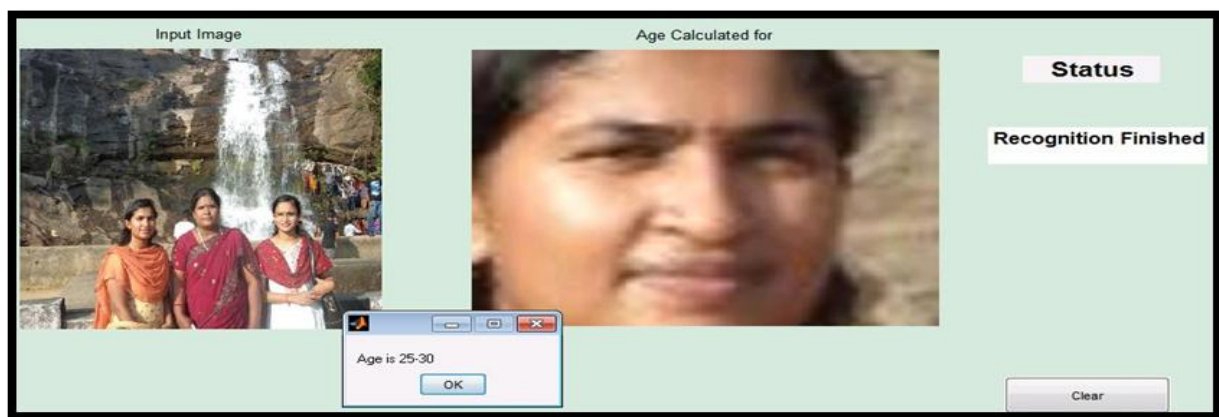 Input Image
Age Calculated for
Status
Recognition Finished
Age is 25-30
OK
Clear